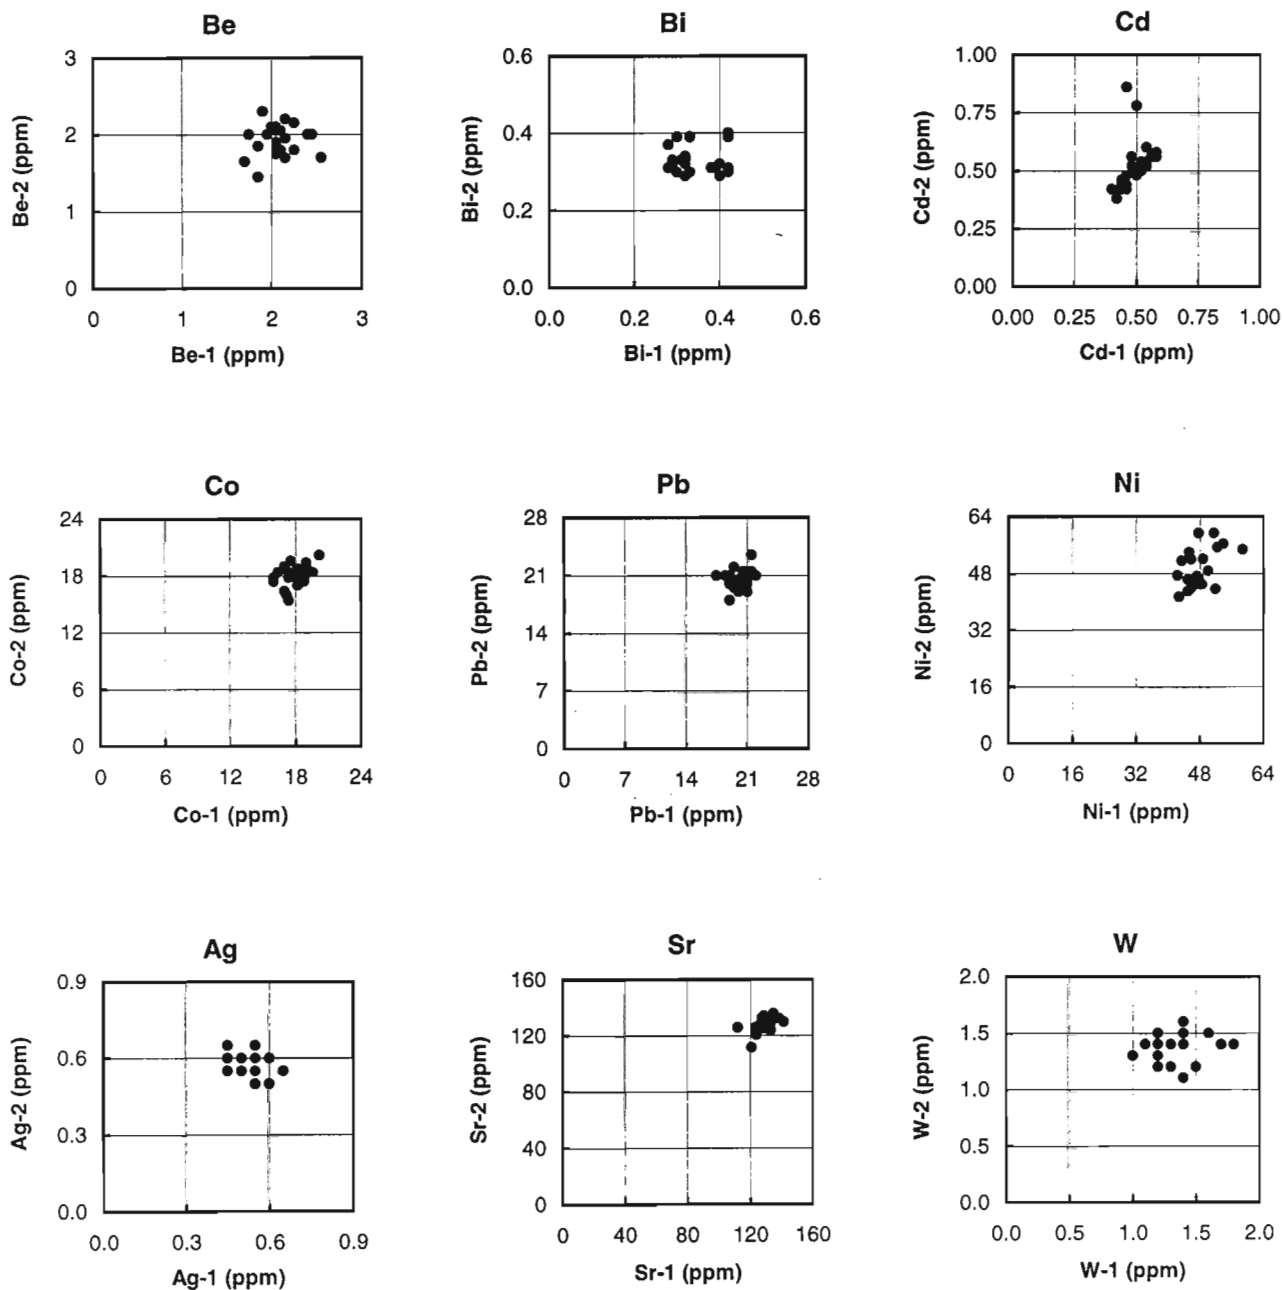 Be
Bi
Cd
3
2
1
0
Be-2 (ppm)
0 1 2 3
Be-1 (ppm)
0.6
0.4
0.2
0.0
Bi-2 (ppm)
0.0 0.2 0.4 0.6
Bi-1 (ppm)
1.00
0.75
0.50
0.25
0.00
Cd-2 (ppm)
0.00 0.25 0.50 0.75 1.00
Cd-1 (ppm)
Co
Pb
Ni
24
18
12
6
0
Co-2 (ppm)
0 6 12 18 24
Co-1 (ppm)
28
21
14
7
0
Pb-2 (ppm)
0 7 14 21 28
Pb-1 (ppm)
64
48
32
16
0
Ni-2 (ppm)
0 16 32 48 64
Ni-1 (ppm)
Ag
Sr
W
0.9
0.6
0.3
0.0
Ag-2 (ppm)
0.0 0.3 0.6 0.9
Ag-1 (ppm)
160
120
80
40
0
Sr-2 (ppm)
0 40 80 120 160
Sr-1 (ppm)
2.0
1.5
1.0
0.5
0.0
W-2 (ppm)
0.0 0.5 1.0 1.5 2.0
W-1 (ppm)